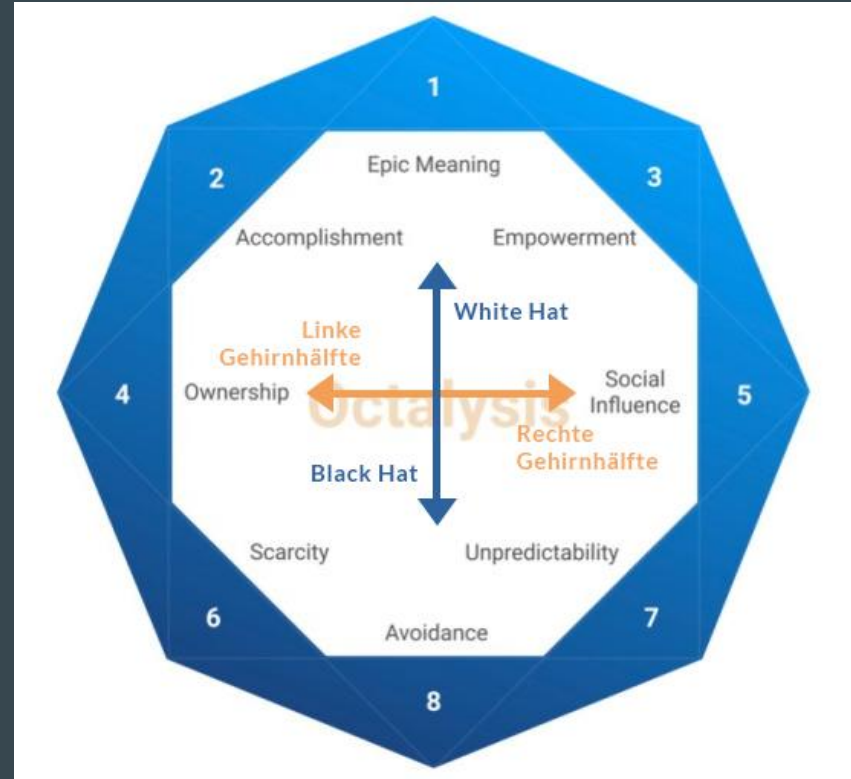 1
2
3
Epic Meaning
Accomplishment
Empowerment
White Hat
Linke
Gehirnhälfte
4
Ownership
Octalysis
Social
Influence
5
Rechte
Gehirnhälfte
Black Hat
Scarcity
Unpredictability
6
7
Avoidance
8